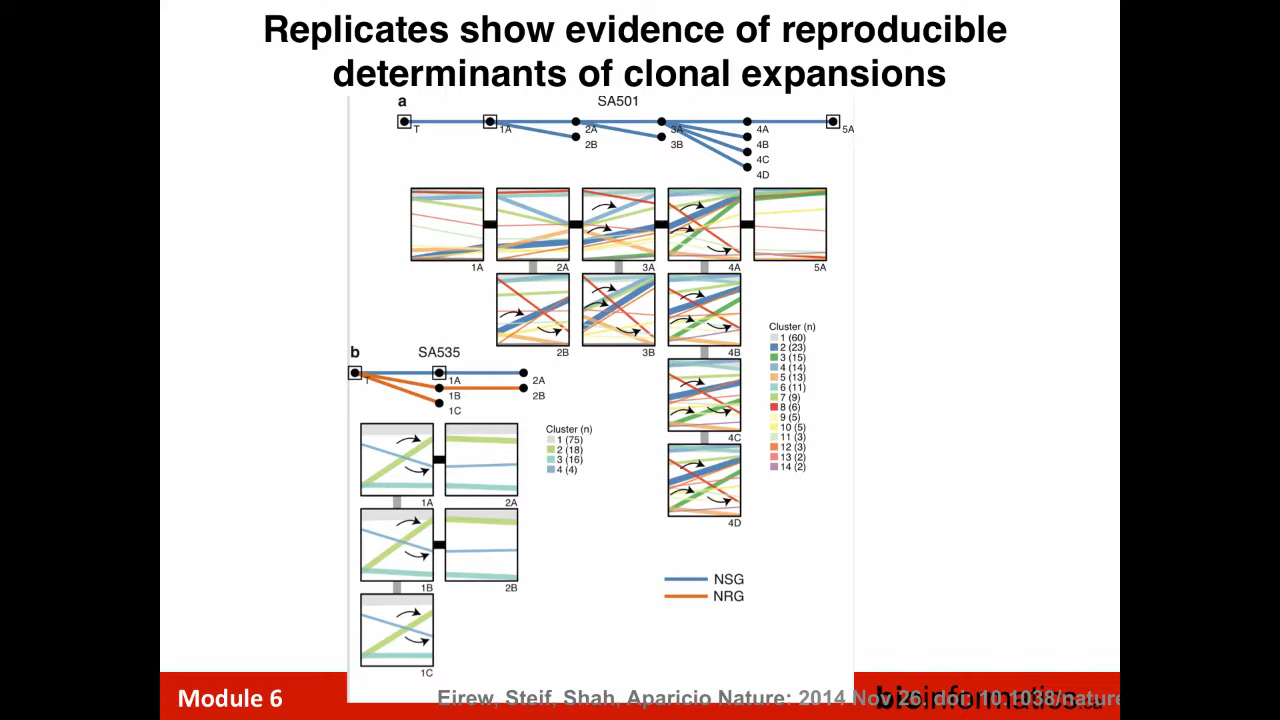 Replicates show evidence of reproducible
determinants of clonal expansions
a
SA501
T
1A
2A
3A
4A
5A
2B
3B
4B
4C
4D
1A
2A
3A
4A
5A
2B
3B
4B
4C
4D
Cluster (n)
1 (60)
2 (23)
3 (15)
4 (14)
5 (13)
6 (11)
7 (9)
8 (6)
9 (5)
10 (5)
11 (3)
12 (3)
13 (2)
14 (2)
b
SA535
T
1A
2A
1B
2B
1C
Cluster (n)
1 (75)
2 (18)
3 (16)
4 (4)
1A
2A
1B
2B
1C
NSG
NRG
Module 6
Eirew, Steif, Shah, Aparicio Nature: 2014 Nov 26. doi: 10.1038/nature
bioinformatics.ca